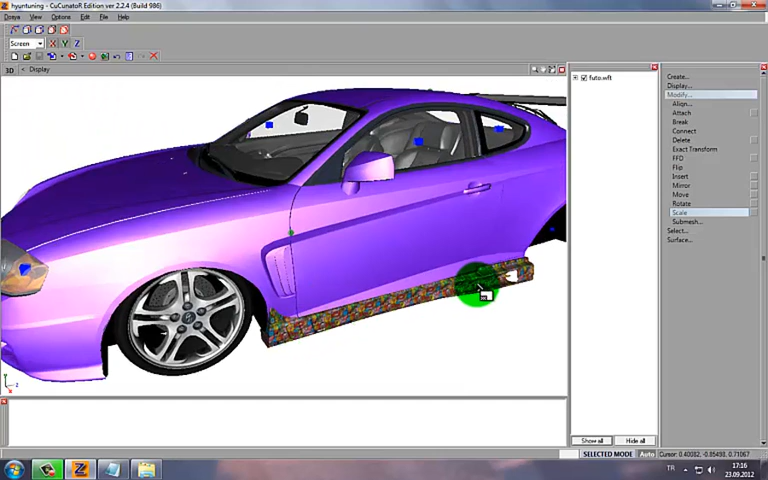 hyuntuning - CuCunatoR Edition ver 2.2.4 (Build 986)
Dosya View Options Edit File Help
Screen X Y Z
3D < Display
futo.wft
Create...
Display...
Modify...
Align...
Attach
Break
Connect
Delete
Exact Transform
FFD
Flip
Insert
Mirror
Move
Rotate
Scale
Submesh...
Select...
Surface...
Show all Hide all
SELECTED MODE Auto Cursor: 0.40082, -0.85498, 0.71067
TR 17:16
23.09.2012